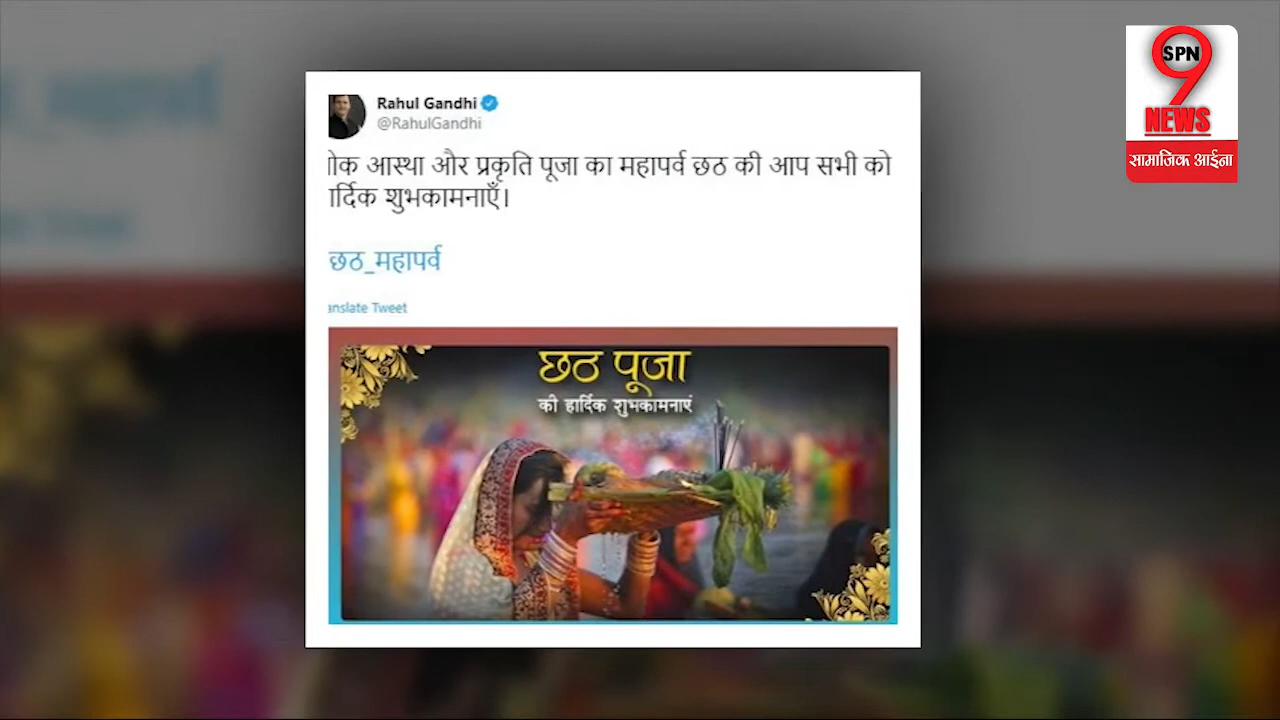 SPN
9
NEWS
सामाजिक आईना
Rahul Gandhi
@RahulGandhi
आस्था और प्रकृति पूजा का महापर्व छठ की आप सभी को
शुभकामनाएँ।
छठ_महापर्व
Tweet
छठ पूजा
की हार्दिक शुभकामनाएं